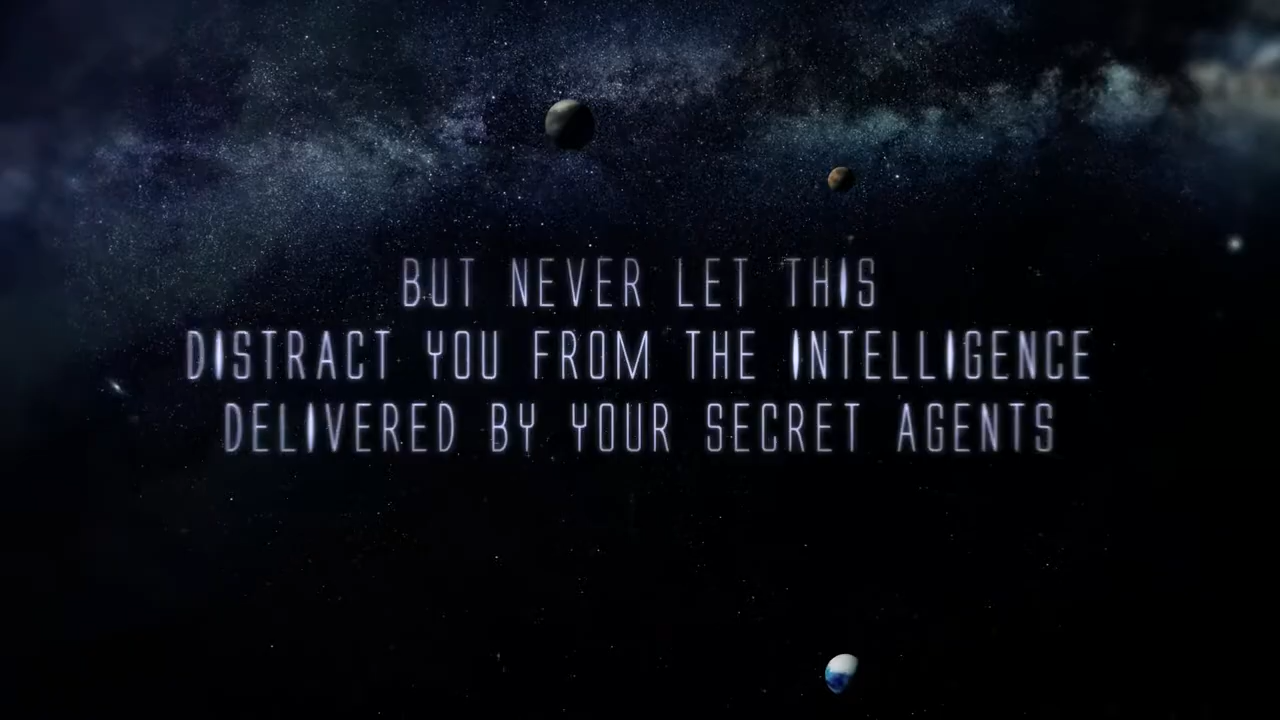 BUT NEVER LET THIS
DISTRACT YOU FROM THE INTELLIGENCE
DELIVERED BY YOUR SECRET AGENTS